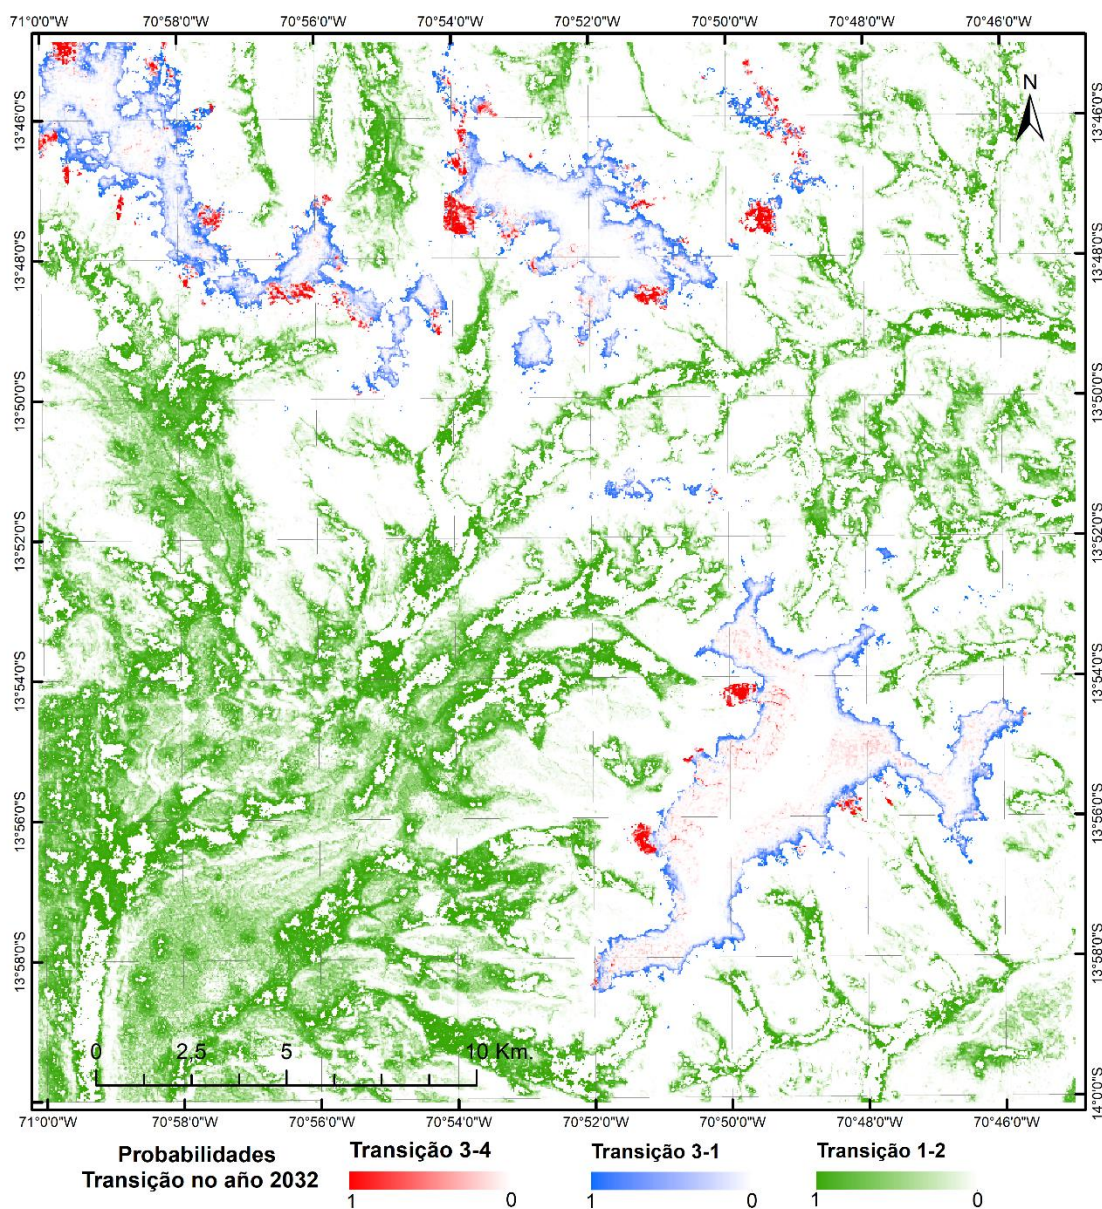 71°0'0"W 70°58'0"W 70°56'0"W 70°54'0"W 70°52'0"W 70°50'0"W 70°48'0"W 70°46'0"W
N
13°46'0"S 13°46'0"S
13°48'0"S 13°48'0"S
13°50'0"S 13°50'0"S
13°52'0"S 13°52'0"S
13°54'0"S 13°54'0"S
13°56'0"S 13°56'0"S
13°58'0"S 13°58'0"S
0 2,5 5 10 Km.
14°0'0"S
71°0'0"W 70°58'0"W 70°56'0"W 70°54'0"W 70°52'0"W 70°50'0"W 70°48'0"W 70°46'0"W
Probabilidades
Transição no año 2032
Transição 3-4
1 0
Transição 3-1
1 0
Transição 1-2
1 0